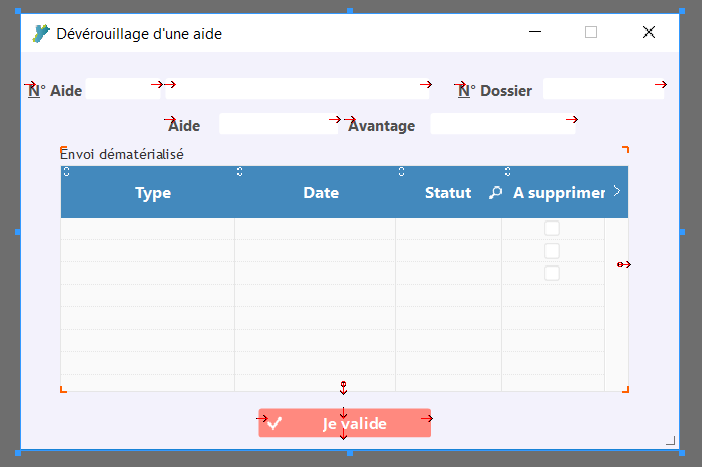 Dévérouillage d'une aide
N° Aide N° Dossier
Aide Avantage
Envoi dématérialisé
Type Date Statut A supprimer
Je valide